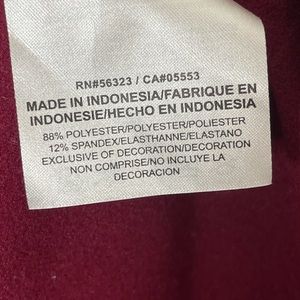 RN#56323 / CA#05553
MADE IN INDONESIA/FABRIQUE EN
INDONESIE/HECHO EN INDONESIA
88% POLYESTER/POLYESTER/POLIESTER
12% SPANDEX/ELASTHANNE/ELASTANO
EXCLUSIVE OF DECORATION/DECORATION
NON COMPRISE/NO INCLUYE LA
DECORACION